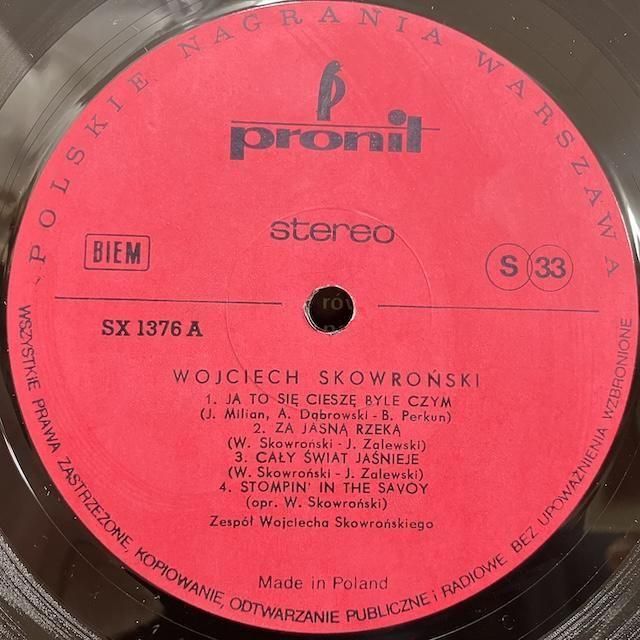 POLSKIE NAGRANIA WARSZAWA
pronit
stereo
BIEM
S 33
SX 1376 A
WOJCIECH SKOWROŃSKI
1. JA TO SIĘ CIESZĘ BYLE CZYM
(J. Milian, A. Dąbrowski - B. Perkun)
2. ZA JASNĄ RZEKĄ
(W. Skowroński - J. Zalewski)
3. CAŁY ŚWIAT JAŚNIEJE
(W. Skowroński - J. Zalewski)
4. STOMPIN' IN THE SAVOY
(opr. W. Skowroński)
Zespół Wojciecha Skowrońskiego
Made in Poland
WSZYSTKIE PRAWA ZASTRZEŻONE, KOPIOWANIE, ODTWARZANIE PUBLICZNE i RADIOWE BEZ UPOWAŻNIENIA WZBRONIONE